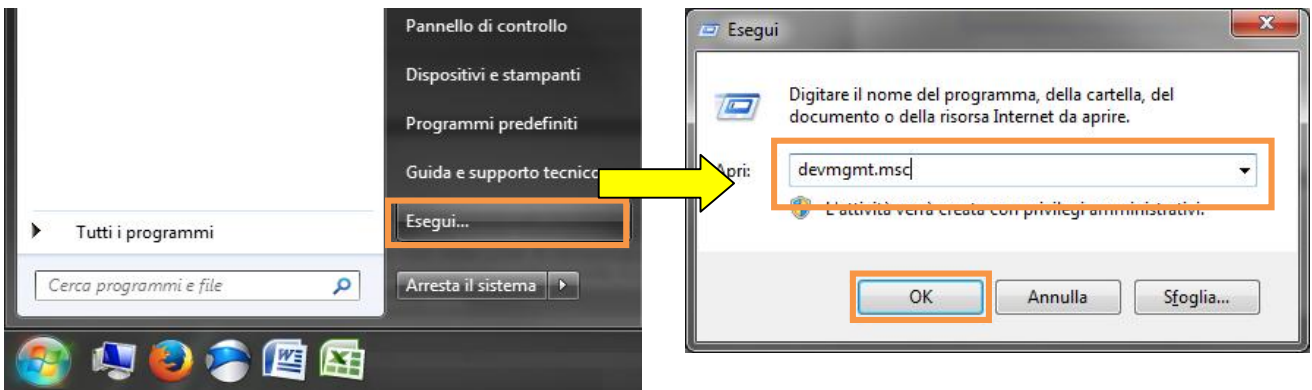 Pannello di controllo
Dispositivi e stampanti
Programmi predefiniti
Guida e supporto tecnico
Esegui...
Tutti i programmi
Cerca programmi e file
Arresta il sistema
Esegui
Digitare il nome del programma, della cartella, del
documento o della risorsa Internet da aprire.
Apri: devmgmt.msc
L'attività verrà creata con privilegi amministrativi.
OK Annulla Sfoglia...